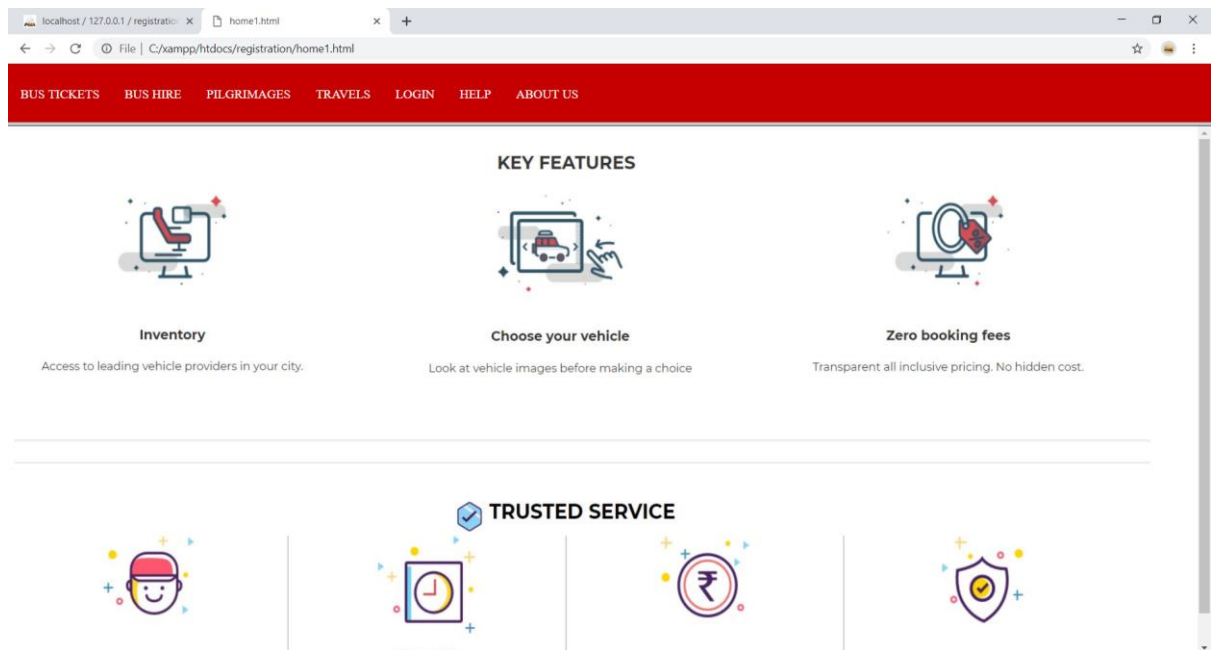 localhost / 127.0.0.1 / registratio
home1.html
File | C:/xampp/htdocs/registration/home1.html
BUS TICKETS BUS HIRE PILGRIMAGES TRAVELS LOGIN HELP ABOUT US
KEY FEATURES
Inventory Choose your vehicle Zero booking fees
Access to leading vehicle providers in your city. Look at vehicle images before making a choice Transparent all inclusive pricing. No hidden cost.
TRUSTED SERVICE